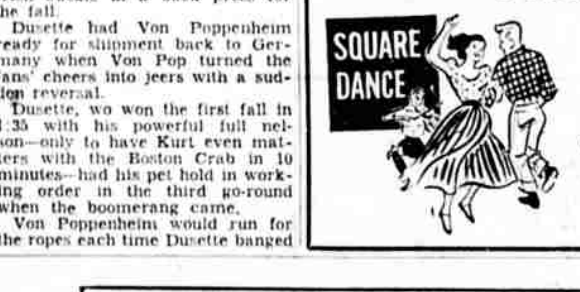 the fall.
Dusette had Von Poppenheim
ready for shipment back to Ger-
many when Von Pop turned the
fans' cheers into jeers with a sud-
den reversal.
Dusette, wo won the first fall in
1:35 with his powerful full nel-
son—only to have Kurt even mat-
ters with the Boston Crab in 10
minutes—had his pet hold in work-
ing order in the third go-round
when the boomerang came.
Von Poppenheim would run for
the ropes each time Dusette banged
SQUARE
DANCE